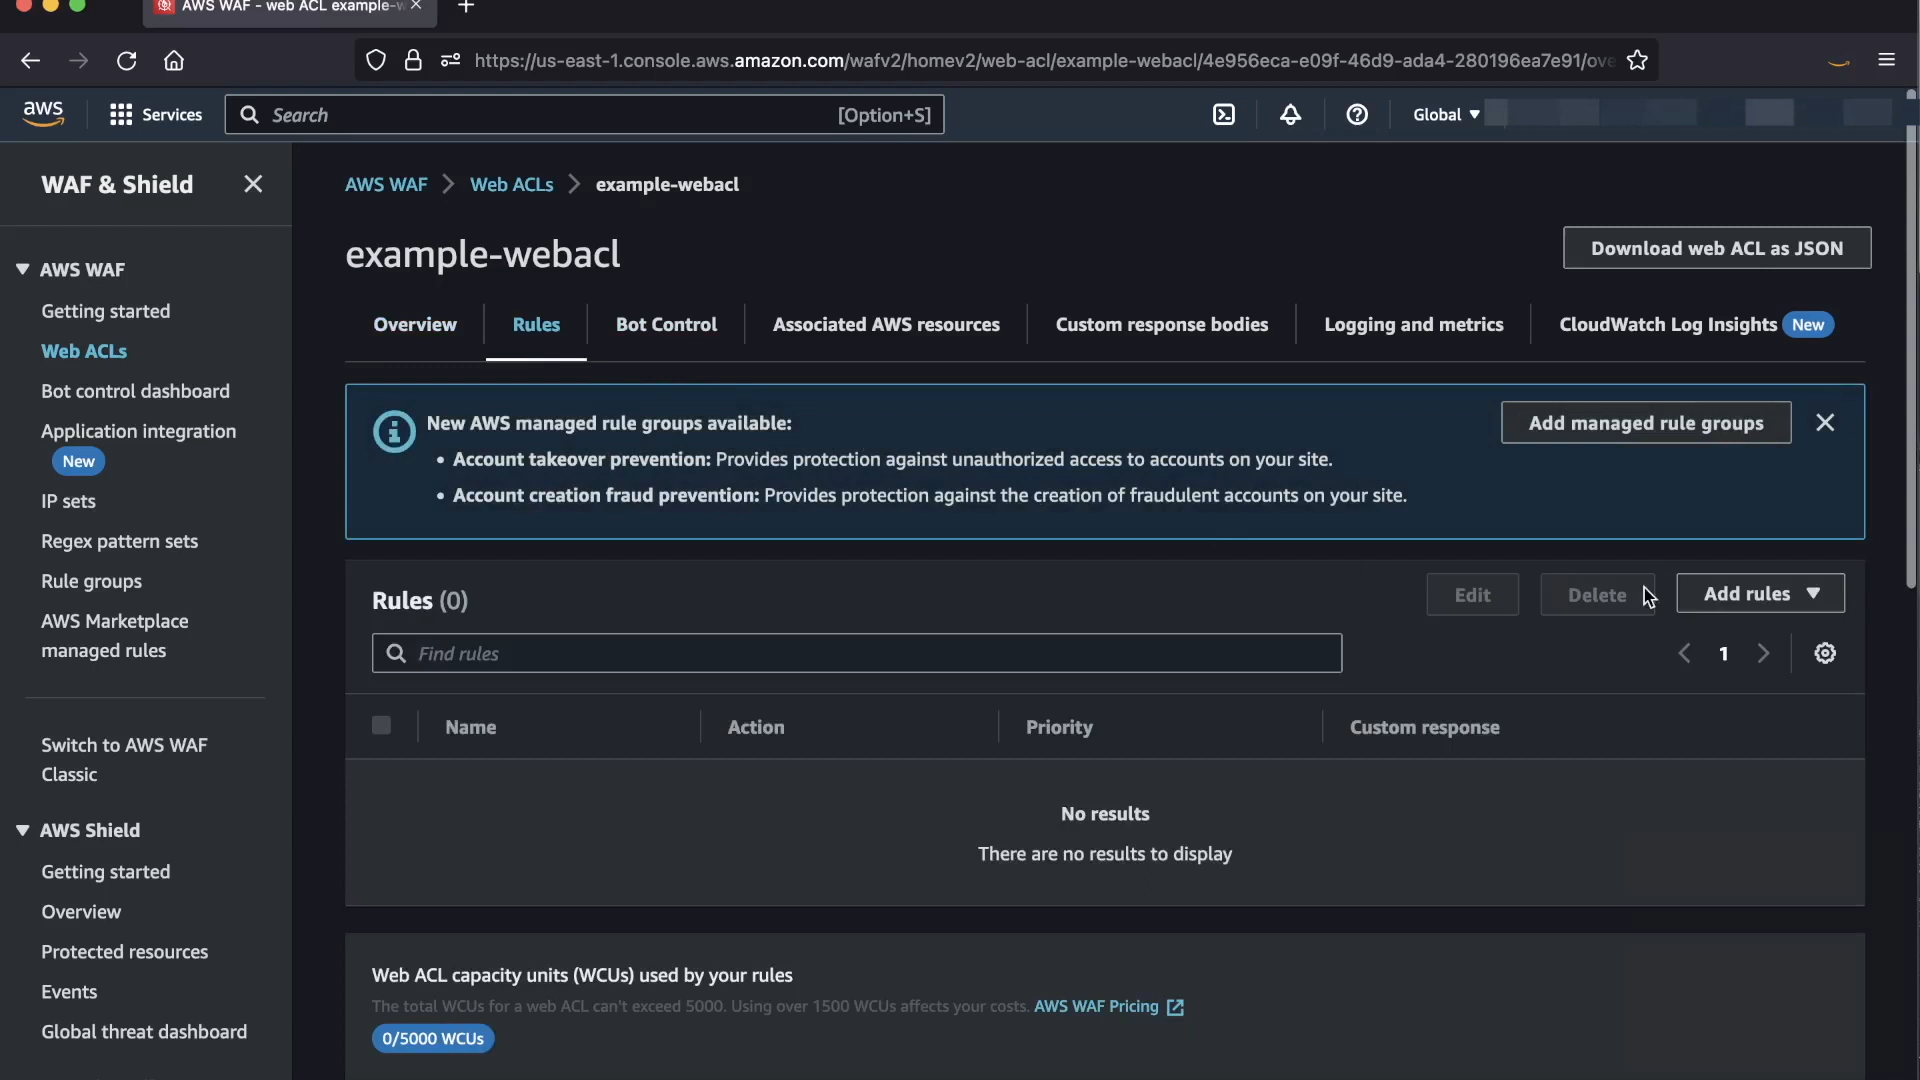 AWS WAF - web ACL example-w
https://us-east-1.console.aws.amazon.com/wafv2/homev2/web-acl/example-webacl/4e956eca-e09f-46d9-ada4-280196ea7e91/ove
aws
Services
Search
[Option+S]
Global
WAF & Shield
AWS WAF
Getting started
Web ACLs
Bot control dashboard
Application integration
New
IP sets
Regex pattern sets
Rule groups
AWS Marketplace
managed rules
Switch to AWS WAF
Classic
AWS Shield
Getting started
Overview
Protected resources
Events
Global threat dashboard
AWS WAF > Web ACLs > example-webacl
example-webacl
Download web ACL as JSON
Overview
Rules
Bot Control
Associated AWS resources
Custom response bodies
Logging and metrics
CloudWatch Log Insights New
New AWS managed rule groups available:
• Account takeover prevention: Provides protection against unauthorized access to accounts on your site.
• Account creation fraud prevention: Provides protection against the creation of fraudulent accounts on your site.
Add managed rule groups
Rules (0)
Edit
Delete
Add rules
Find rules
1
Name
Action
Priority
Custom response
No results
There are no results to display
Web ACL capacity units (WCUs) used by your rules
The total WCUs for a web ACL can't exceed 5000. Using over 1500 WCUs affects your costs. AWS WAF Pricing
0/5000 WCUs